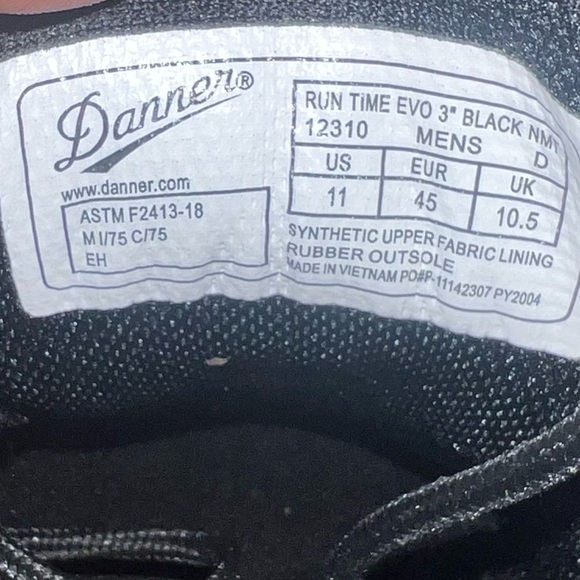 Danner®
www.danner.com
ASTM F2413-18
M I/75 C/75
EH
RUN TiME EVO 3" BLACK NMT
12310 MENS D
US EUR UK
11 45 10.5
SYNTHETIC UPPER FABRIC LINING
RUBBER OUTSOLE
MADE IN VIETNAM PO#P-11142307 PY2004